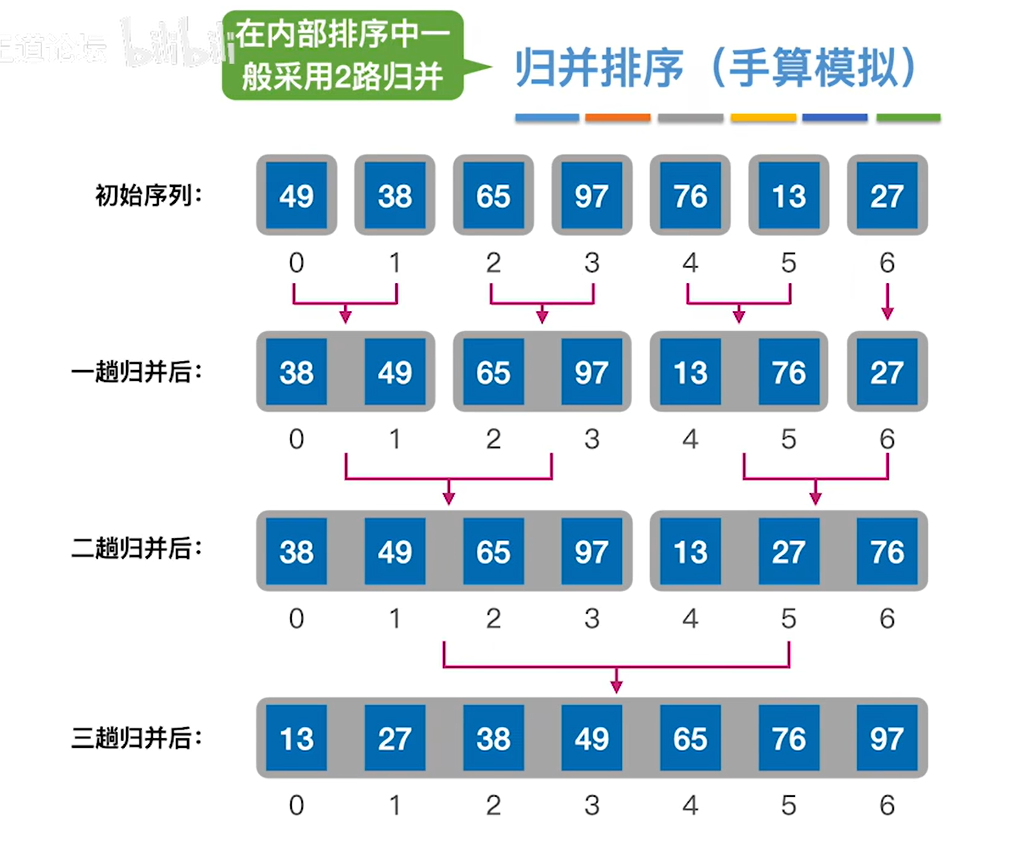 王道论坛 bilibili
在内部排序中一
般采用2路归并
归并排序（手算模拟）
初始序列： 49 38 65 97 76 13 27
0 1 2 3 4 5 6
一趟归并后： 38 49 65 97 13 76 27
0 1 2 3 4 5 6
二趟归并后： 38 49 65 97 13 27 76
0 1 2 3 4 5 6
三趟归并后： 13 27 38 49 65 76 97
0 1 2 3 4 5 6